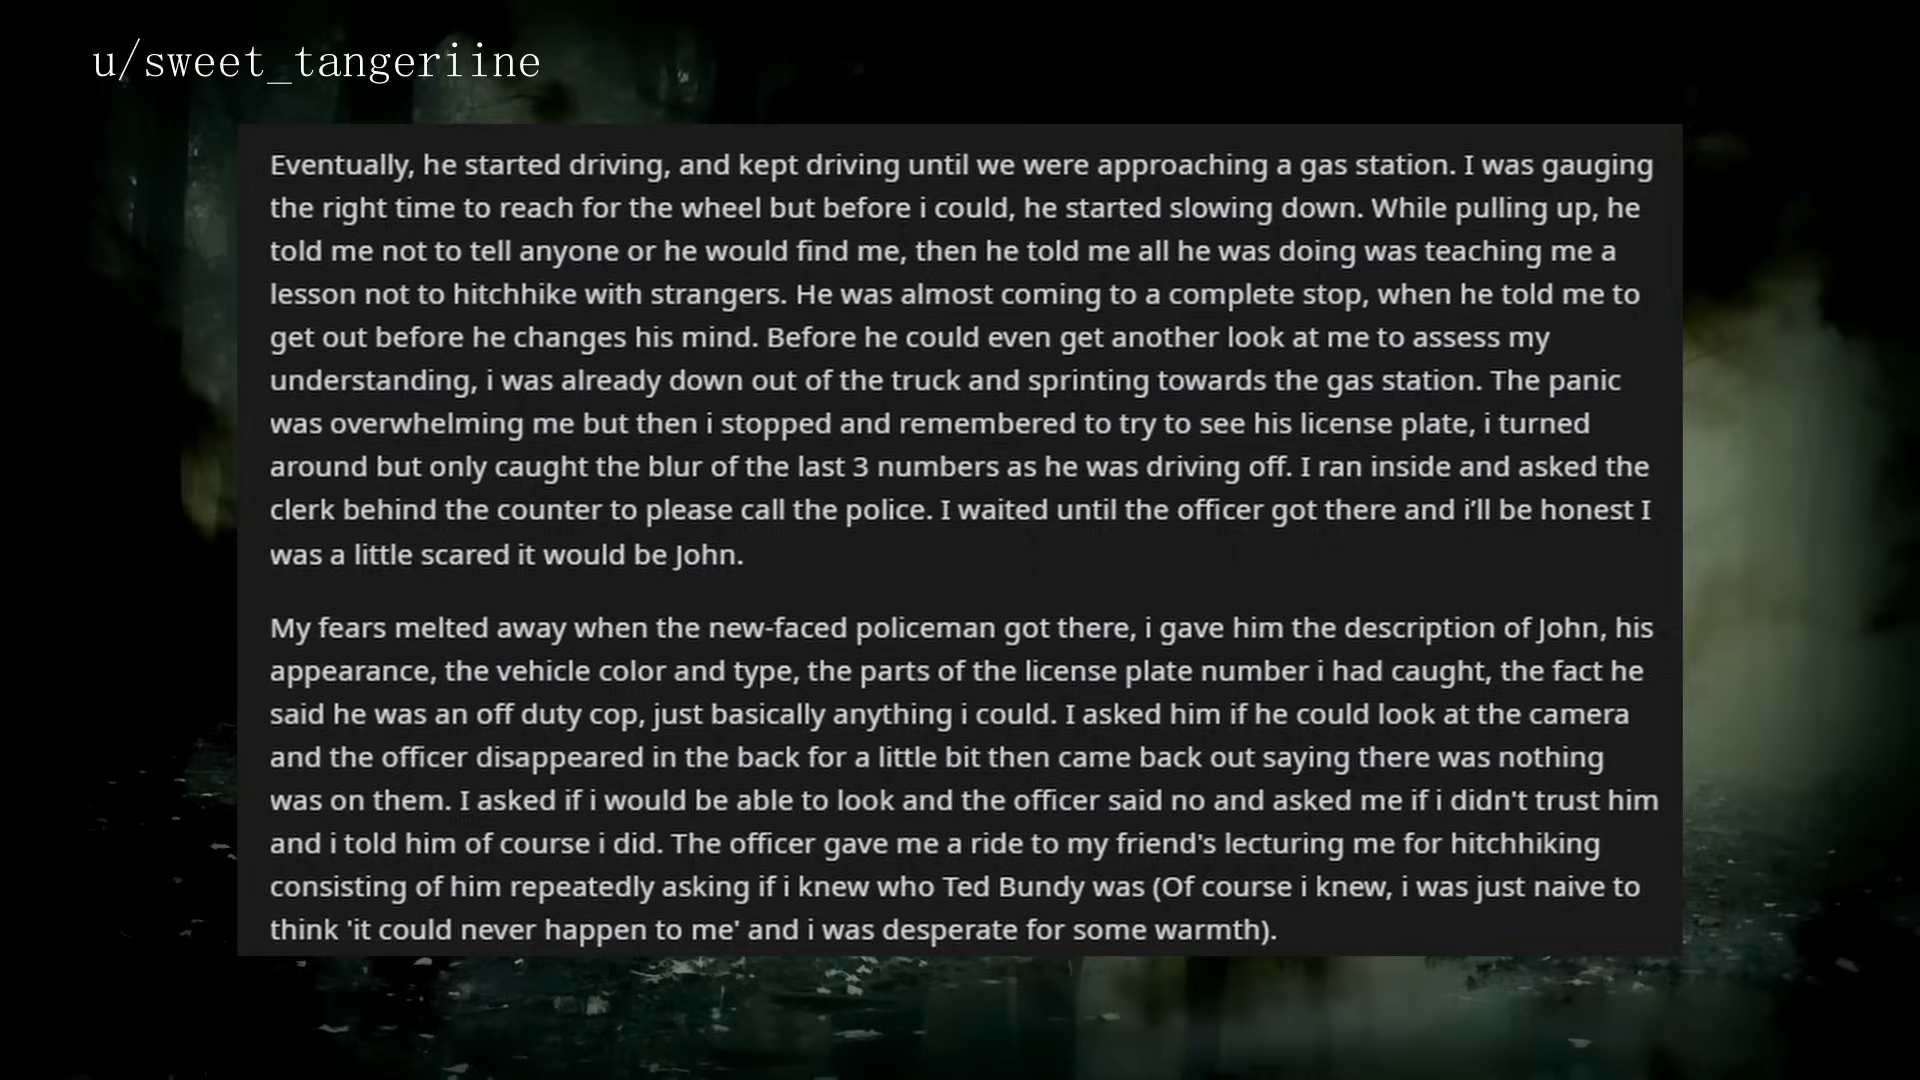 u/sweet_tangeriine
Eventually, he started driving, and kept driving until we were approaching a gas station. I was gauging
the right time to reach for the wheel but before i could, he started slowing down. While pulling up, he
told me not to tell anyone or he would find me, then he told me all he was doing was teaching me a
lesson not to hitchhike with strangers. He was almost coming to a complete stop, when he told me to
get out before he changes his mind. Before he could even get another look at me to assess my
understanding, i was already down out of the truck and sprinting towards the gas station. The panic
was overwhelming me but then i stopped and remembered to try to see his license plate, i turned
around but only caught the blur of the last 3 numbers as he was driving off. I ran inside and asked the
clerk behind the counter to please call the police. I waited until the officer got there and i’ll be honest I
was a little scared it would be John.
My fears melted away when the new-faced policeman got there, i gave him the description of John, his
appearance, the vehicle color and type, the parts of the license plate number i had caught, the fact he
said he was an off duty cop, just basically anything i could. I asked him if he could look at the camera
and the officer disappeared in the back for a little bit then came back out saying there was nothing
was on them. I asked if i would be able to look and the officer said no and asked me if i didn't trust him
and i told him of course i did. The officer gave me a ride to my friend's lecturing me for hitchhiking
consisting of him repeatedly asking if i knew who Ted Bundy was (Of course i knew, i was just naive to
think 'it could never happen to me' and i was desperate for some warmth).